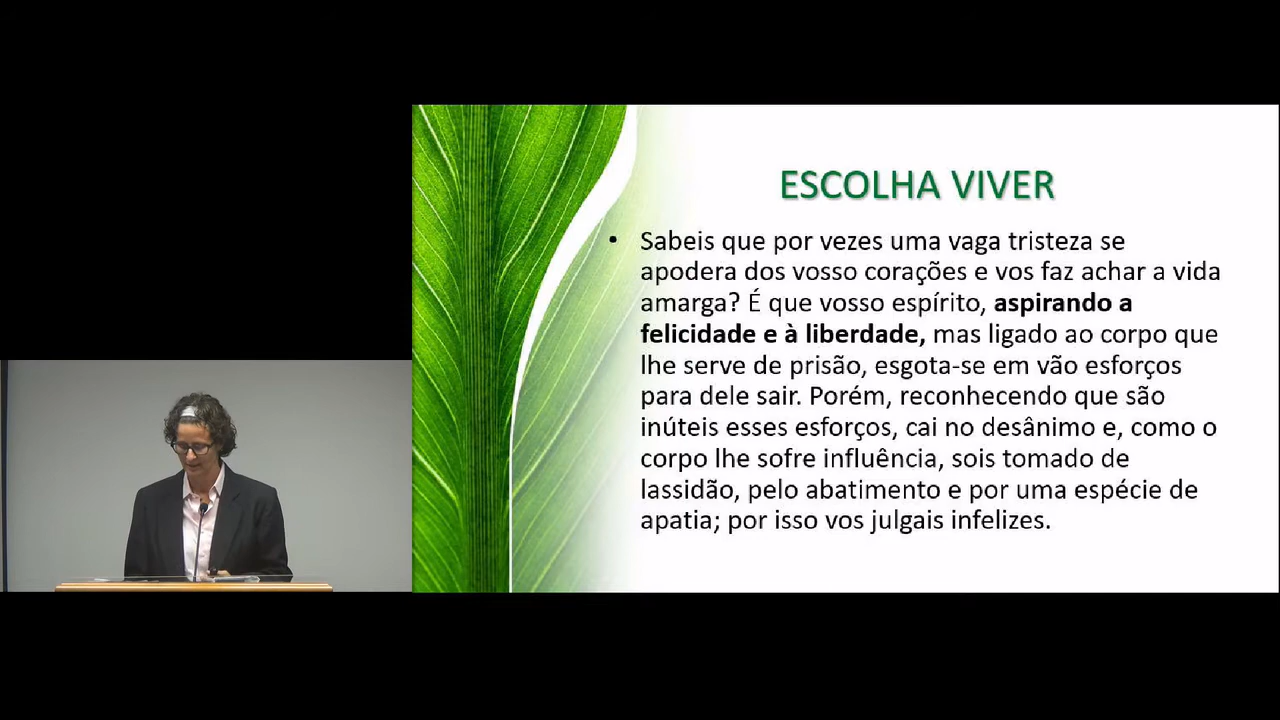 ESCOLHA VIVER
• Sabeis que por vezes uma vaga tristeza se
apodera dos vosso corações e vos faz achar a vida
amarga? É que vosso espírito, aspirando a
felicidade e à liberdade, mas ligado ao corpo que
lhe serve de prisão, esgota-se em vão esforços
para dele sair. Porém, reconhecendo que são
inúteis esses esforços, cai no desânimo e, como o
corpo lhe sofre influência, sois tomado de
lassidão, pelo abatimento e por uma espécie de
apatia; por isso vos julgais infelizes.